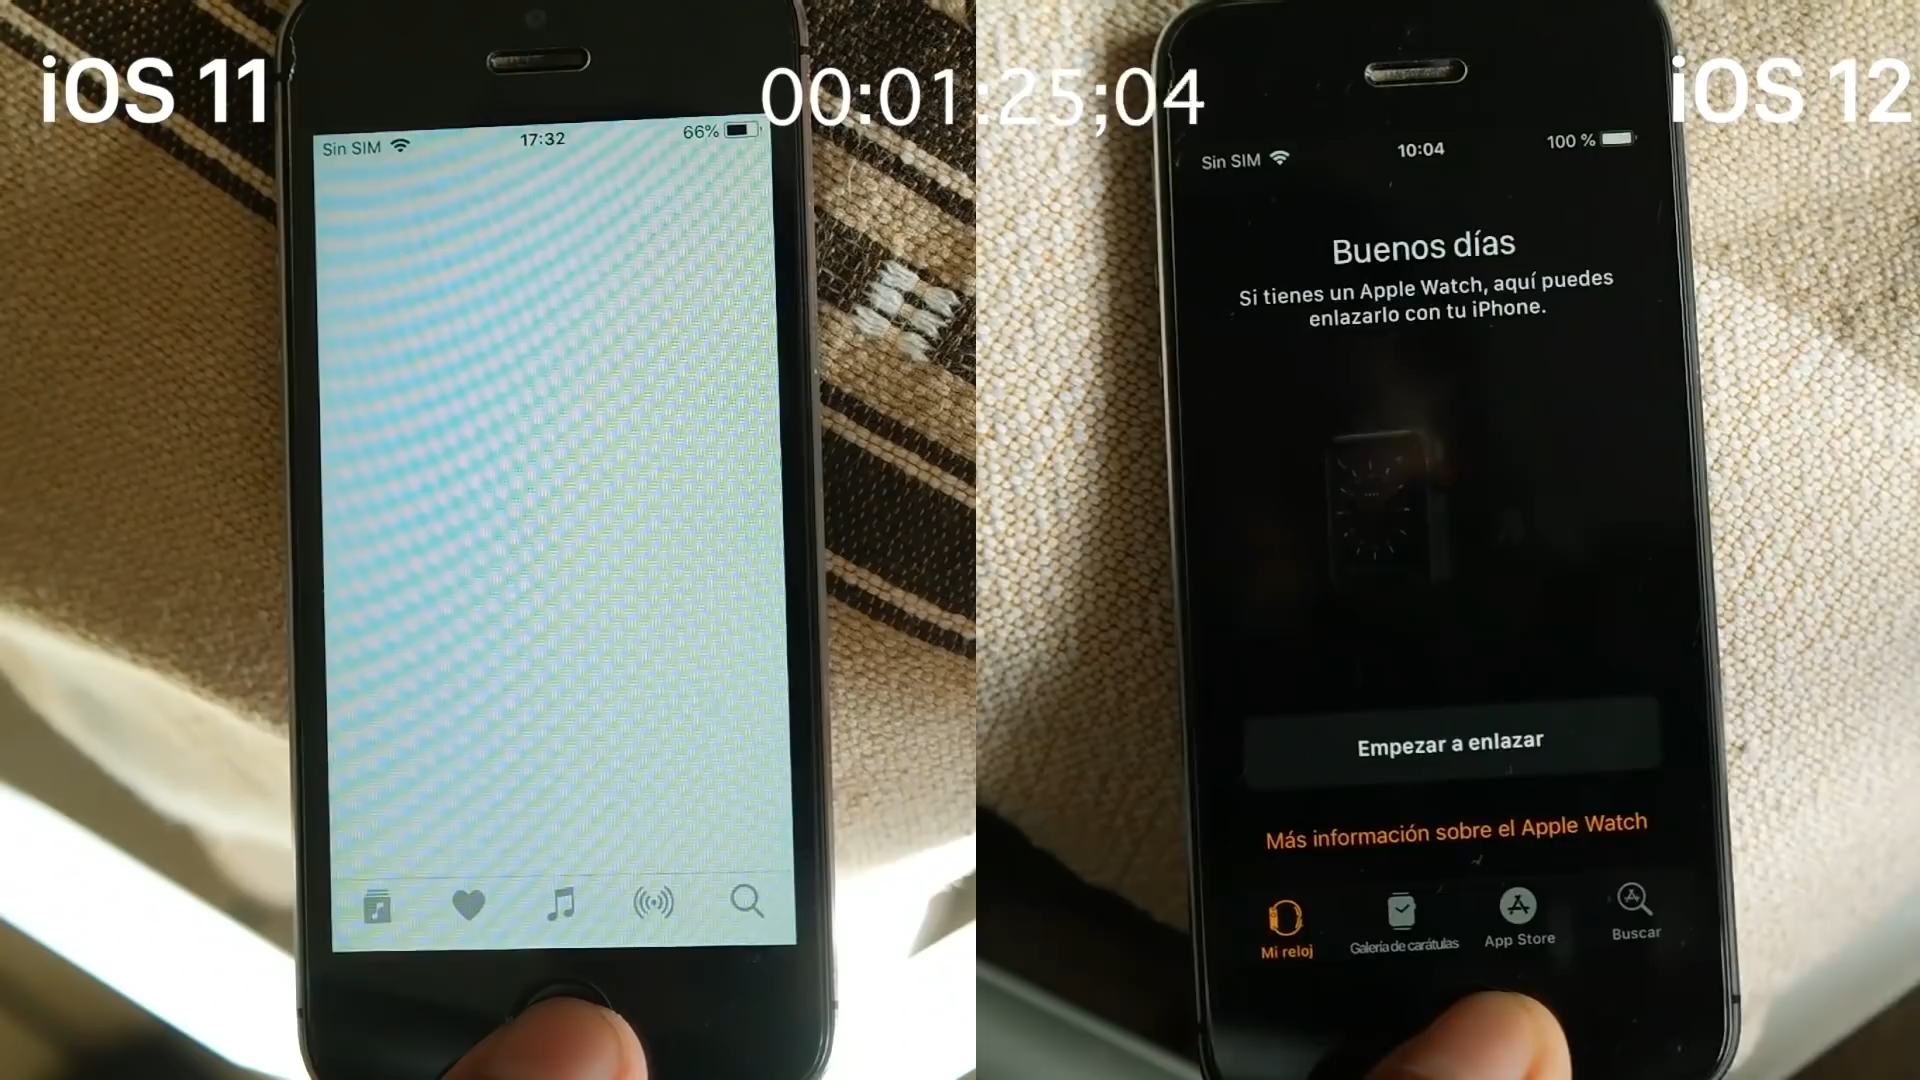 iOS 11
00:01:25;04
iOS 12
Sin SIM
17:32
66%
Sin SIM
10:04
100 %
Buenos días
Si tienes un Apple Watch, aquí puedes
enlazarlo con tu iPhone.
Empezar a enlazar
Más información sobre el Apple Watch
Mi reloj
Galería de carátulas
App Store
Buscar